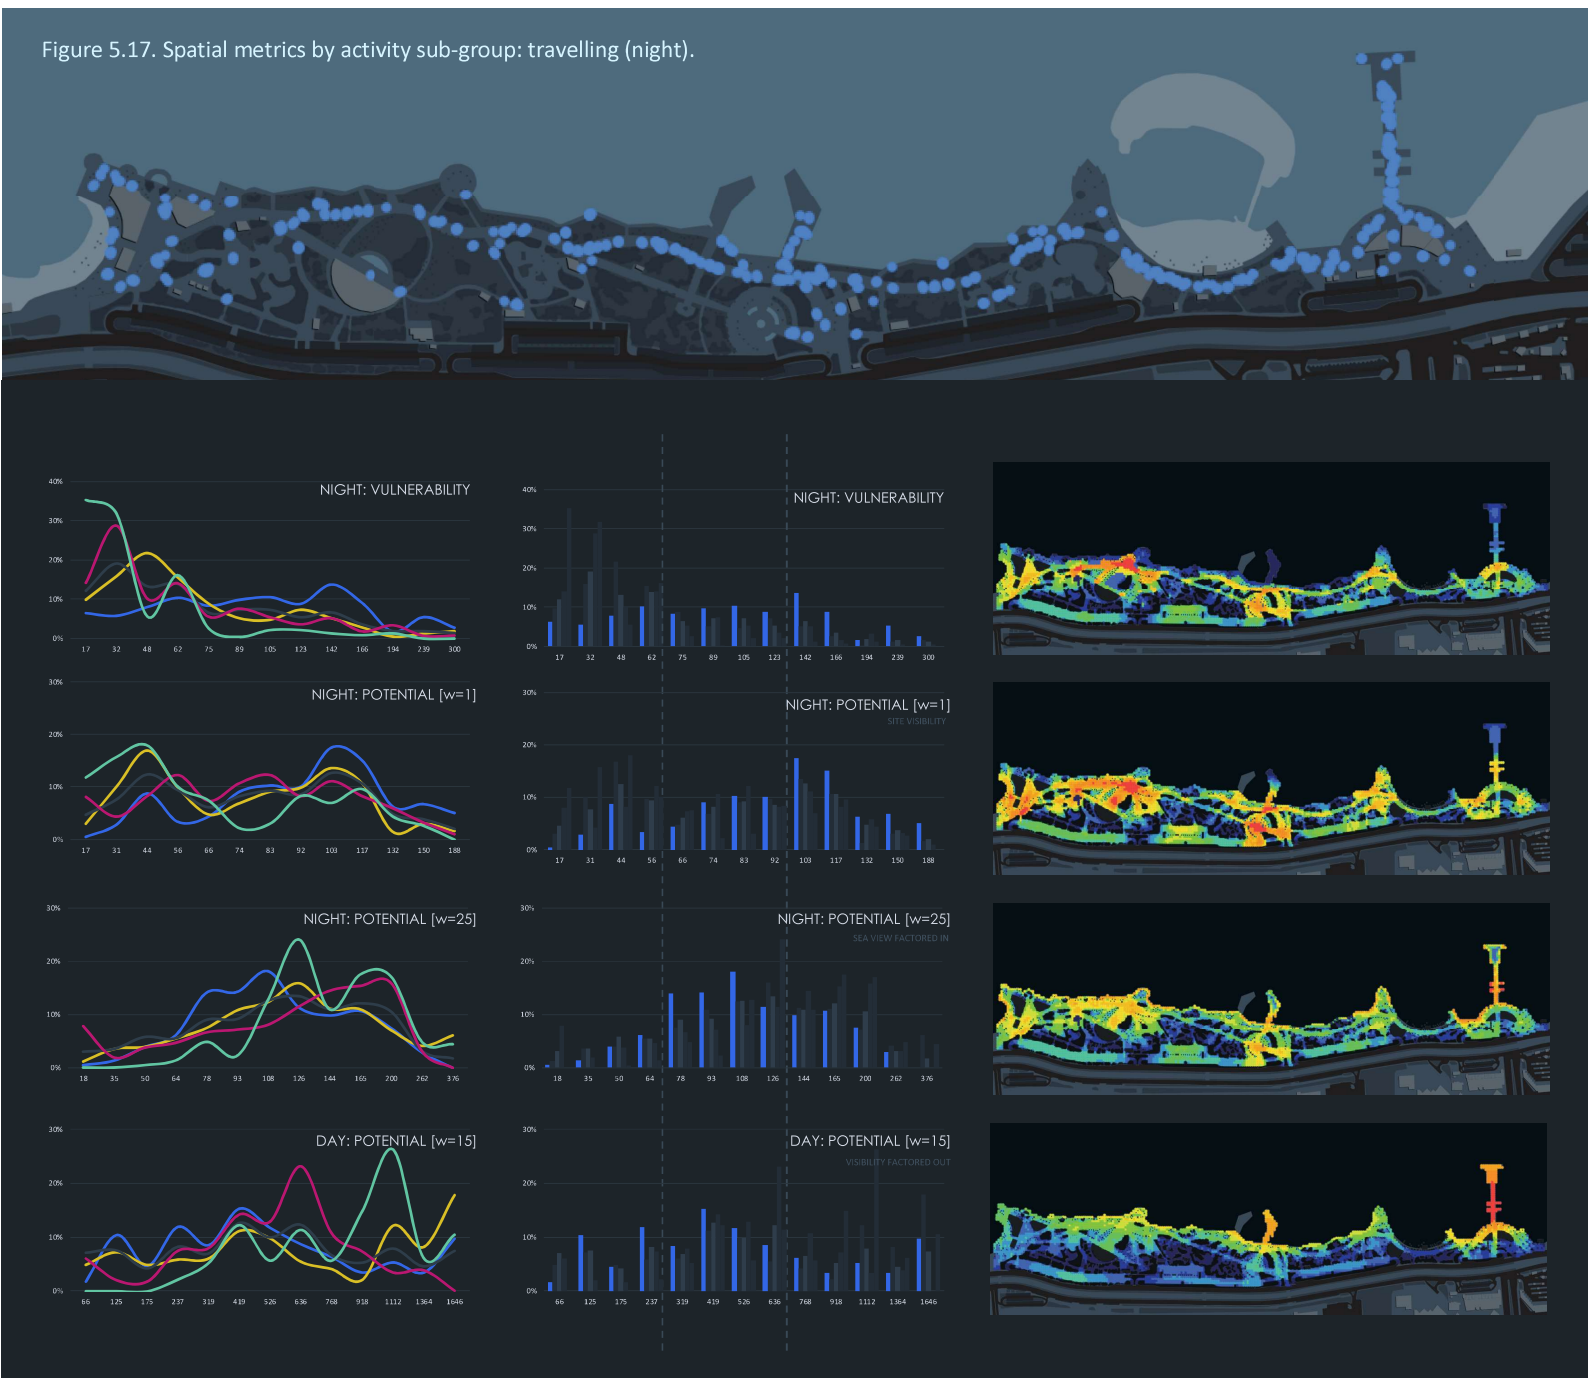 Figure 5.17. Spatial metrics by activity sub-group: travelling (night).
NIGHT: VULNERABILITY
40%
30%
20%
10%
0%
17 32 48 62 75 89 105 123 142 166 194 239 300
NIGHT: VULNERABILITY
40%
30%
20%
10%
0%
17 32 48 62 75 89 105 123 142 166 194 239 300
NIGHT: POTENTIAL [w=1]
30%
20%
10%
0%
17 31 44 56 66 74 83 92 103 117 132 150 188
NIGHT: POTENTIAL [w=1]
SITE VISIBILITY
30%
20%
10%
0%
17 31 44 56 66 74 83 92 103 117 132 150 188
NIGHT: POTENTIAL [w=25]
30%
20%
10%
0%
18 35 50 64 78 93 108 126 144 165 200 262 376
NIGHT: POTENTIAL [w=25]
SEA VIEW FACTORED IN
30%
20%
10%
0%
18 35 50 64 78 93 108 126 144 165 200 262 376
DAY: POTENTIAL [w=15]
30%
20%
10%
0%
66 125 175 237 319 419 526 636 768 918 1112 1364 1646
DAY: POTENTIAL [w=15]
VISIBILITY FACTORED OUT
30%
20%
10%
0%
66 125 175 237 319 419 526 636 768 918 1112 1364 1646